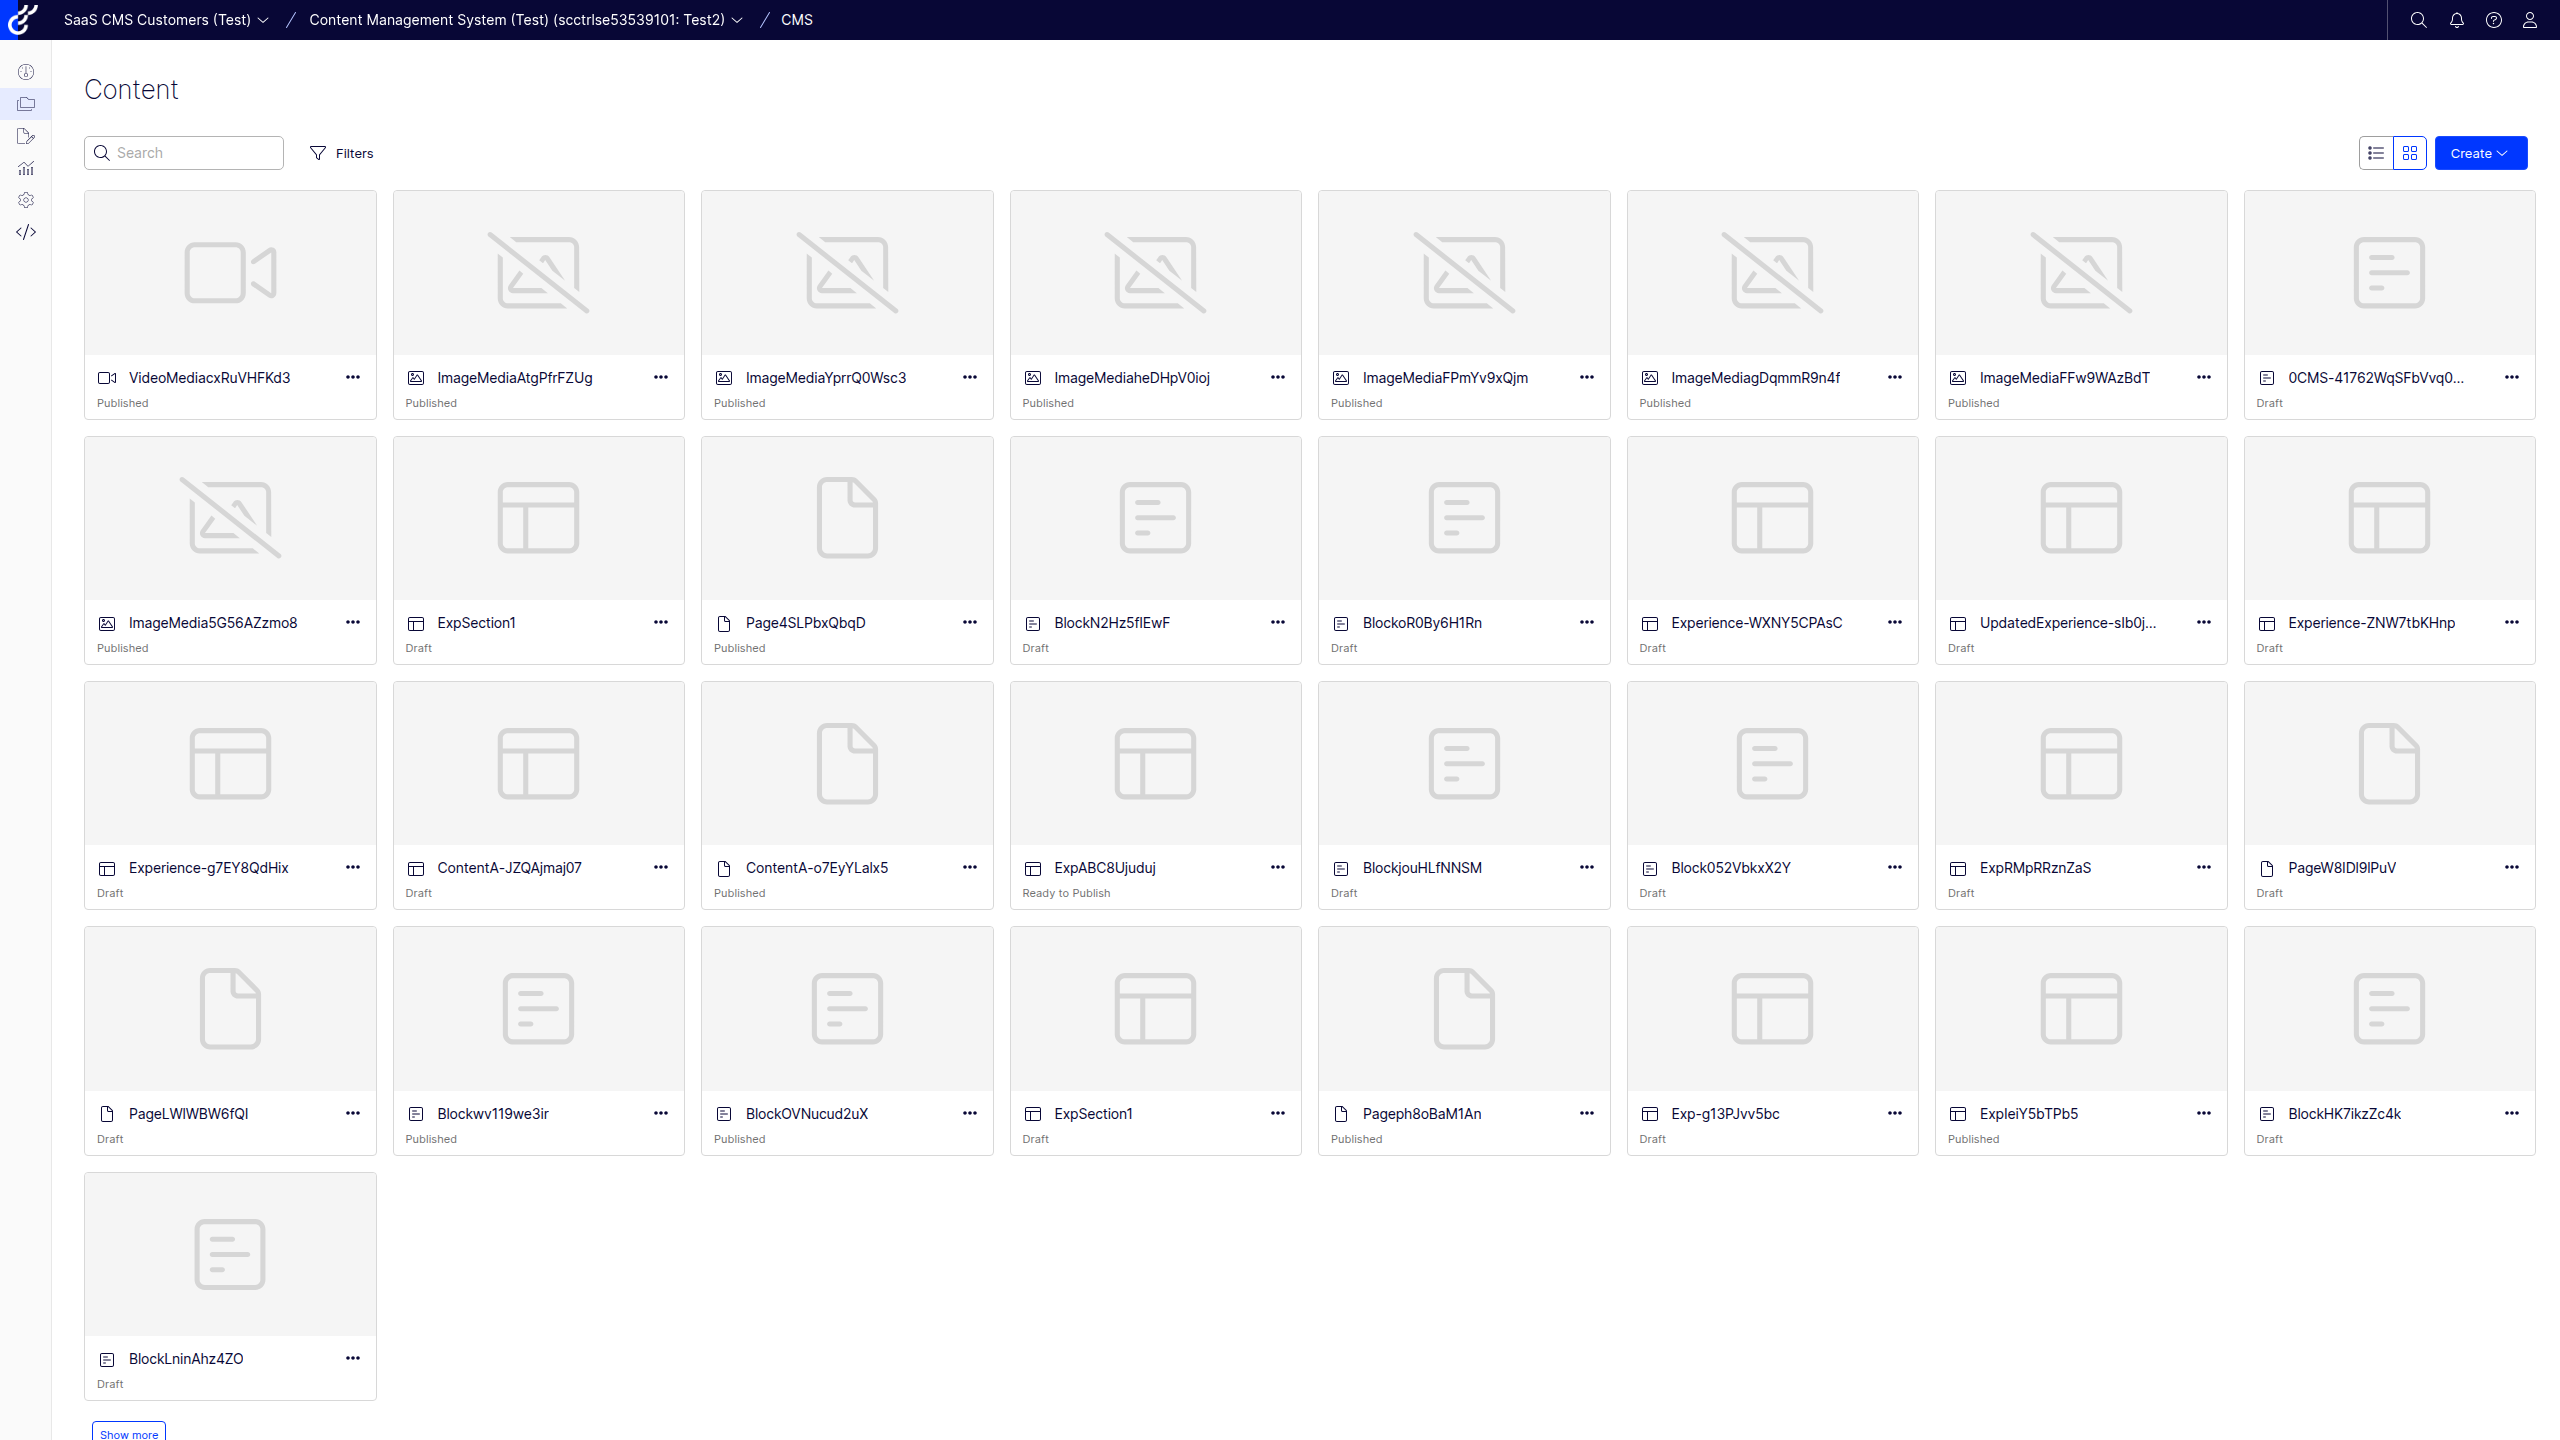 SaaS CMS Customers (Test) / Content Management System (Test) (scctrlse53539101: Test2) / CMS
Content
Search Filters Create
VideoMediacxRuVHFKd3 ImageMediaAtgPfrFZUg ImageMediaYprrQ0Wsc3 ImageMediaheDHpV0ioj ImageMediaFPmYv9xQjm ImageMediagDqmmR9n4f ImageMediaFFw9WAzBdT 0CMS-41762WqSFbVvq0...
Published Published Published Published Published Published Published Draft
ImageMedia5G56AZzmo8 ExpSection1 Page4SLPbxQbqD BlockN2Hz5flEwF BlockoR0By6H1Rn Experience-WXNY5CPAsC UpdatedExperience-slb0j... Experience-ZNW7tbKHnp
Published Draft Published Draft Draft Draft Draft Draft
Experience-g7EY8QdHix ContentA-JZQAjmaj07 ContentA-o7EyYLalx5 ExpABC8Ujuduj BlockjouHLfNNSM Block052VbkxX2Y ExpRMpRRznZaS PageW8lDl9lPuV
Draft Draft Published Ready to Publish Draft Draft Draft Draft
PageLWlWBW6fQl Blockwv119we3ir BlockOVNucud2uX ExpSection1 Pageph8oBaM1An Exp-g13PJvv5bc ExpleiY5bTPb5 BlockHK7ikzZc4k
Draft Published Published Draft Published Draft Published Draft
BlockLninAhz4ZO
Draft
Show more